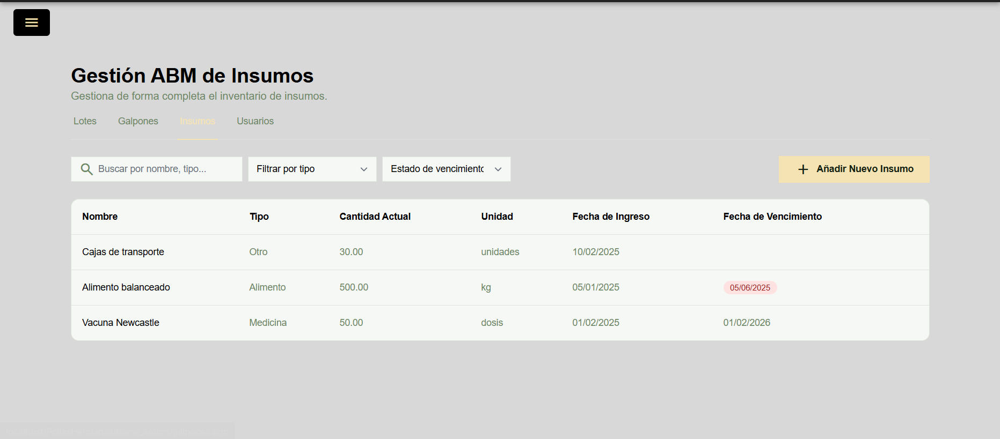 Gestión ABM de Insumos
Gestiona de forma completa el inventario de insumos.
Lotes Galpones Insumos Usuarios
Buscar por nombre, tipo... Filtrar por tipo Estado de vencimiento Añadir Nuevo Insumo
Nombre Tipo Cantidad Actual Unidad Fecha de Ingreso Fecha de Vencimiento
Cajas de transporte Otro 30.00 unidades 10/02/2025
Alimento balanceado Alimento 500.00 kg 05/01/2025 05/06/2025
Vacuna Newcastle Medicina 50.00 dosis 01/02/2025 01/02/2026